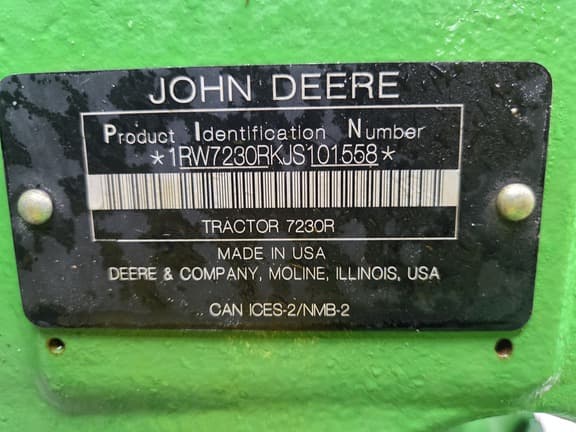 JOHN DEERE
Product Identification Number
*1RW7230RKJS101558*
TRACTOR 7230R
MADE IN USA
DEERE & COMPANY, MOLINE, ILLINOIS, USA
CAN ICES-2/NMB-2